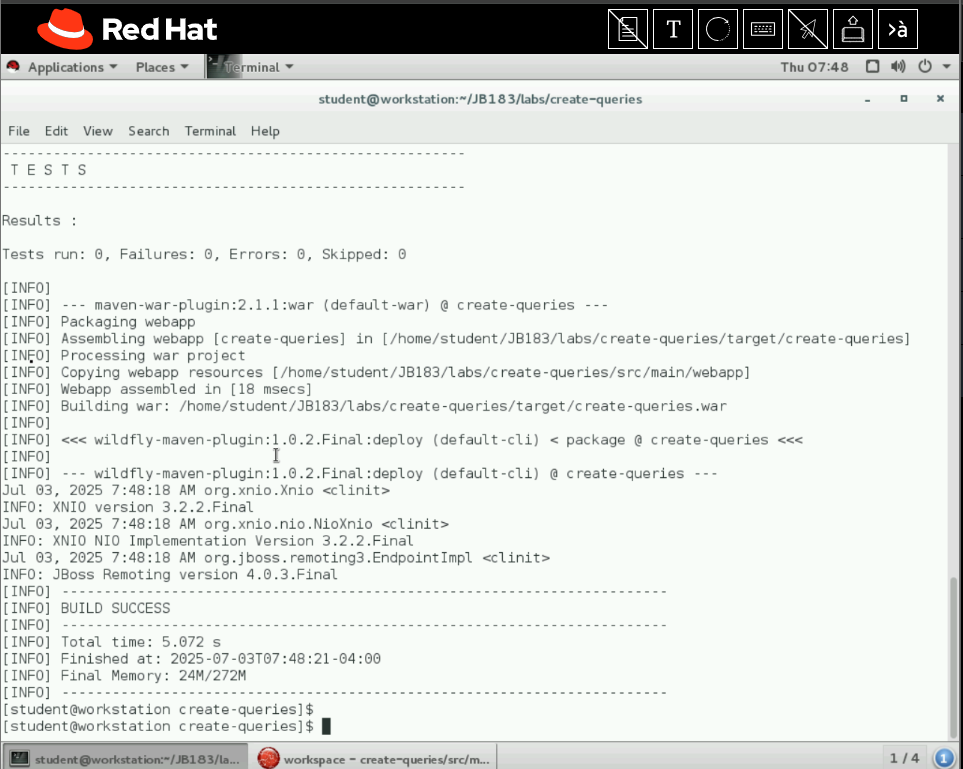 Red Hat
T
>à
Applications Places Terminal Thu 07:48
student@workstation:~/JB183/labs/create-queries
File Edit View Search Terminal Help
-------------------------------------------------------
 T E S T S
-------------------------------------------------------
Results :
Tests run: 0, Failures: 0, Errors: 0, Skipped: 0
[INFO]
[INFO] --- maven-war-plugin:2.1.1:war (default-war) @ create-queries ---
[INFO] Packaging webapp
[INFO] Assembling webapp [create-queries] in [/home/student/JB183/labs/create-queries/target/create-queries]
[INFO] Processing war project
[INFO] Copying webapp resources [/home/student/JB183/labs/create-queries/src/main/webapp]
[INFO] Webapp assembled in [18 msecs]
[INFO] Building war: /home/student/JB183/labs/create-queries/target/create-queries.war
[INFO]
[INFO] <<< wildfly-maven-plugin:1.0.2.Final:deploy (default-cli) < package @ create-queries <<<
[INFO]
[INFO] --- wildfly-maven-plugin:1.0.2.Final:deploy (default-cli) @ create-queries ---
Jul 03, 2025 7:48:18 AM org.xnio.Xnio <clinit>
INFO: XNIO version 3.2.2.Final
Jul 03, 2025 7:48:18 AM org.xnio.nio.NioXnio <clinit>
INFO: XNIO NIO Implementation Version 3.2.2.Final
Jul 03, 2025 7:48:18 AM org.jboss.remoting3.EndpointImpl <clinit>
INFO: JBoss Remoting version 4.0.3.Final
[INFO] ------------------------------------------------------------------------
[INFO] BUILD SUCCESS
[INFO] ------------------------------------------------------------------------
[INFO] Total time: 5.072 s
[INFO] Finished at: 2025-07-03T07:48:21-04:00
[INFO] Final Memory: 24M/272M
[INFO] ------------------------------------------------------------------------
[student@workstation create-queries]$
[student@workstation create-queries]$
student@workstation:~/JB183/la... workspace - create-queries/src/m... 1 / 4 1